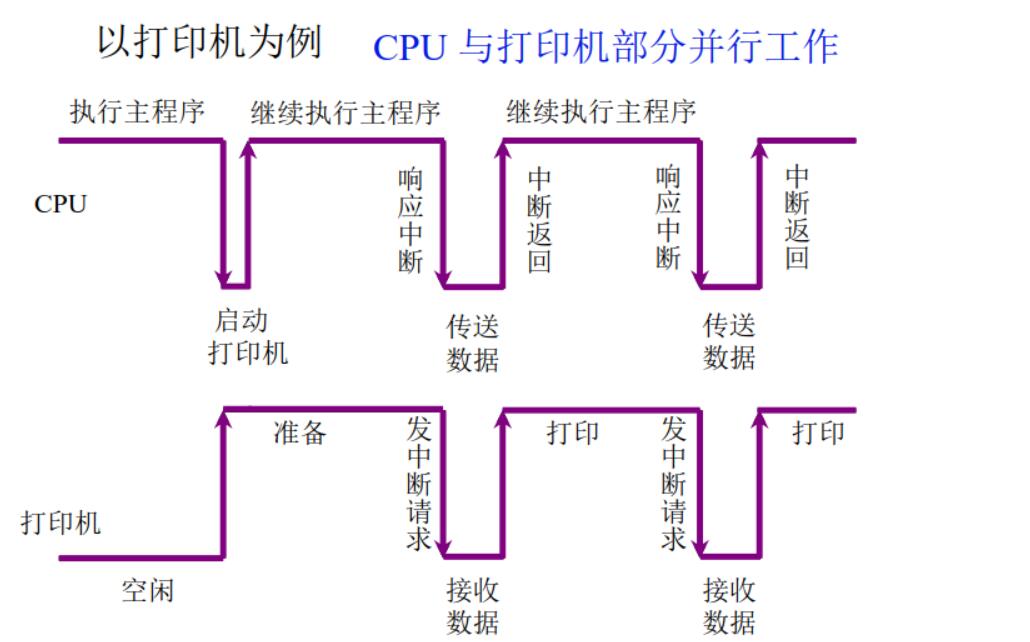 以打印机为例 CPU 与打印机部分并行工作
执行主程序 继续执行主程序 继续执行主程序
CPU
响应中断
中断返回
响应中断
中断返回
启动
打印机
传送
数据
传送
数据
打印机
空闲
准备
发中断请求
打印
发中断请求
打印
接收
数据
接收
数据